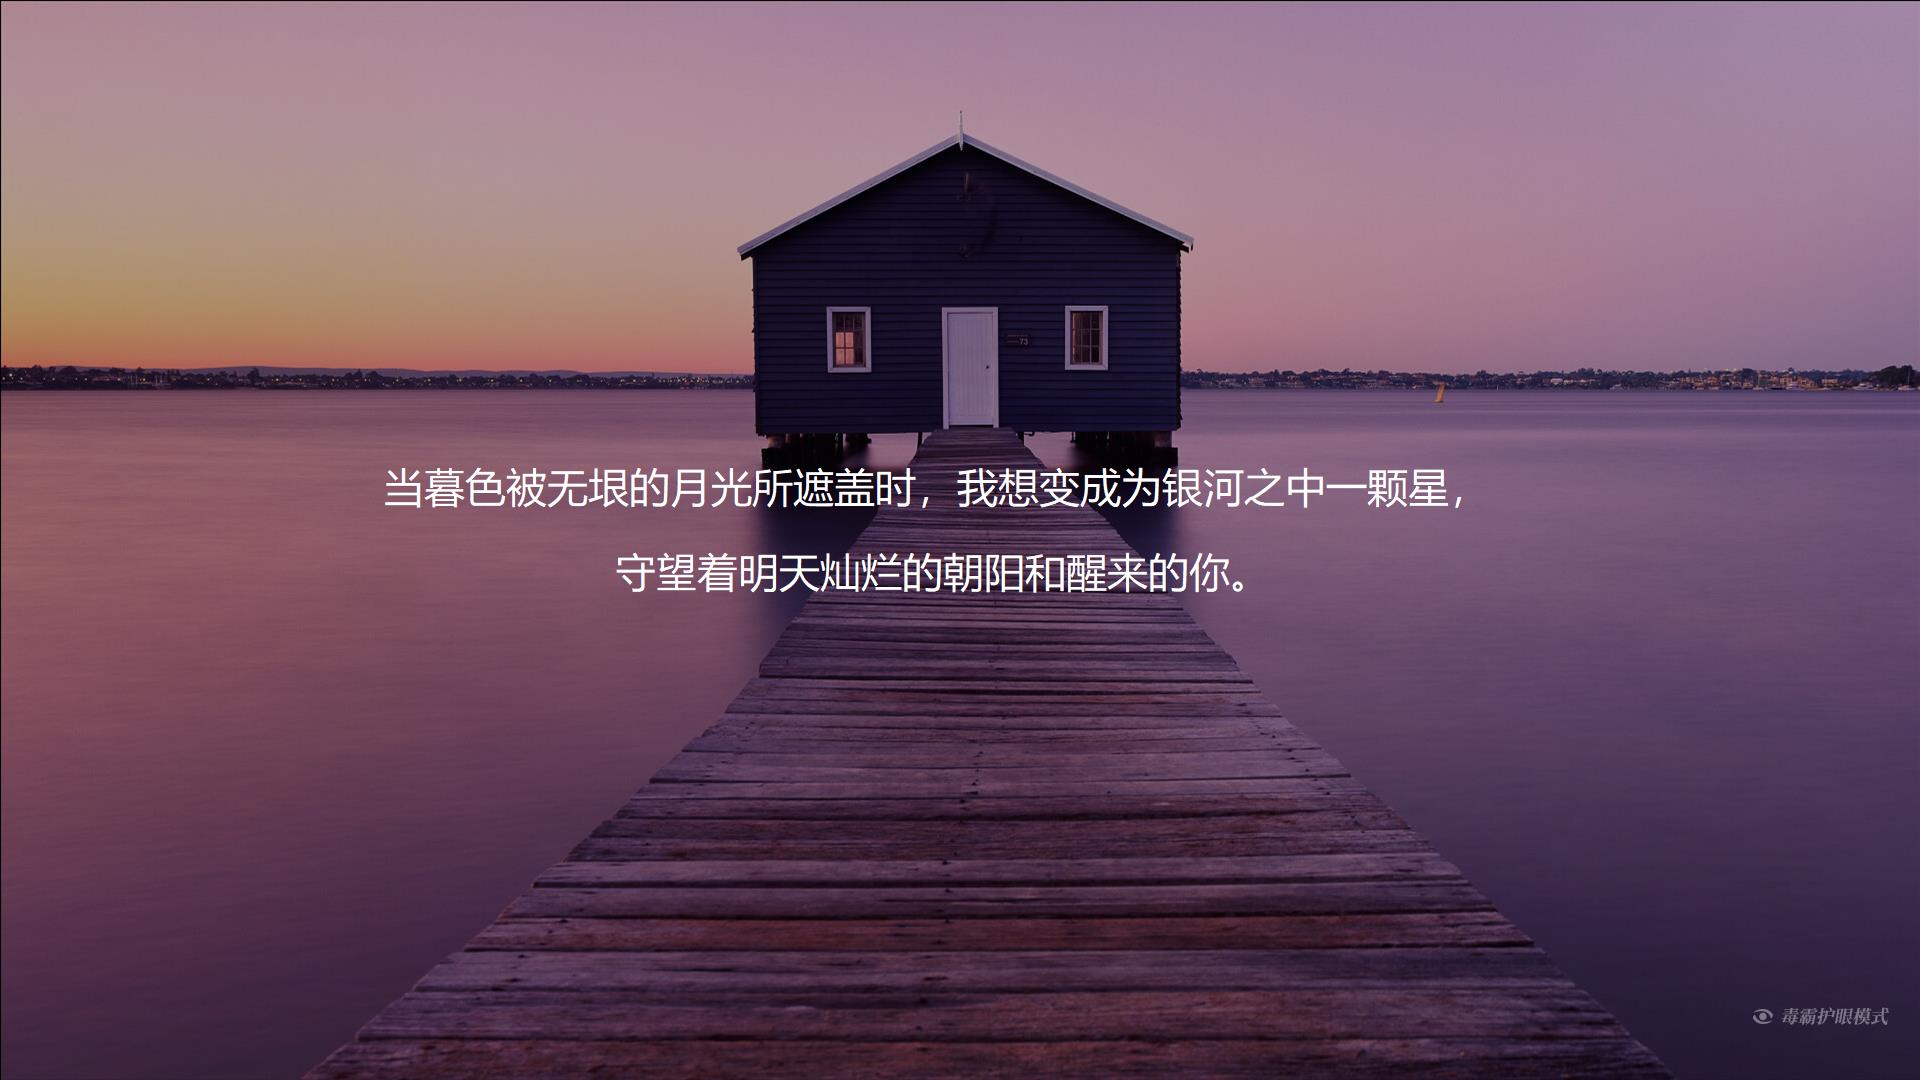 73
当暮色被无垠的月光所遮盖时，我想变成为银河之中一颗星，
守望着明天灿烂的朝阳和醒来的你。
毒霸护眼模式